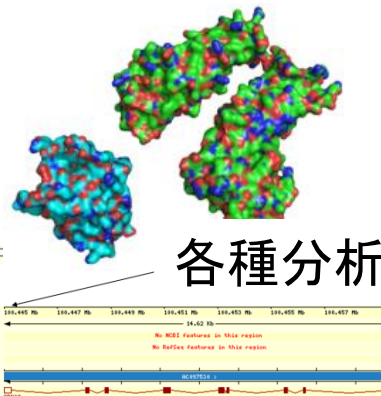 各種分析
100.445 Mb 100.447 Mb 100.449 Mb 100.451 Mb 100.453 Mb 100.455 Mb 100.457 Mb
14.62 Kb
No NCBI features in this region
No RefSeq features in this region